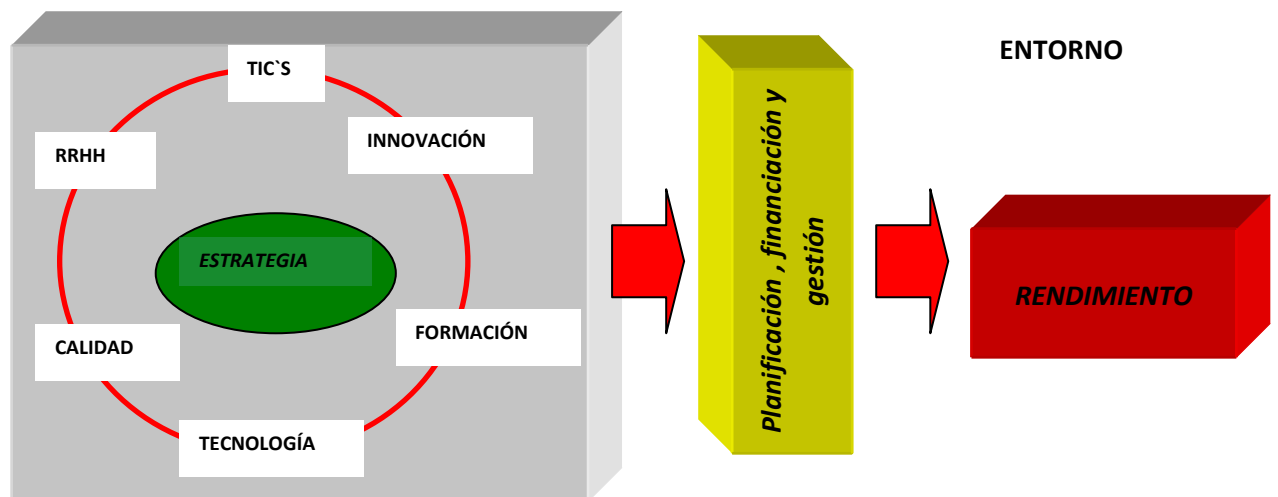 TIC`S
INNOVACIÓN
RRHH
ESTRATEGIA
CALIDAD
FORMACIÓN
TECNOLOGÍA
Planificación , financiación y
gestión
ENTORNO
RENDIMIENTO